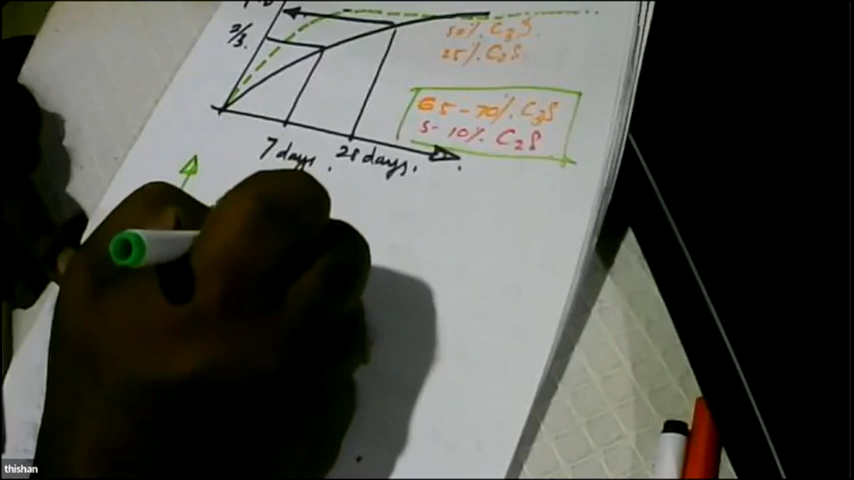 2/3.
50% C3S.
25% C2S.
65-70% C3S
5-10% C2S
7 days.
28 days.
thishan